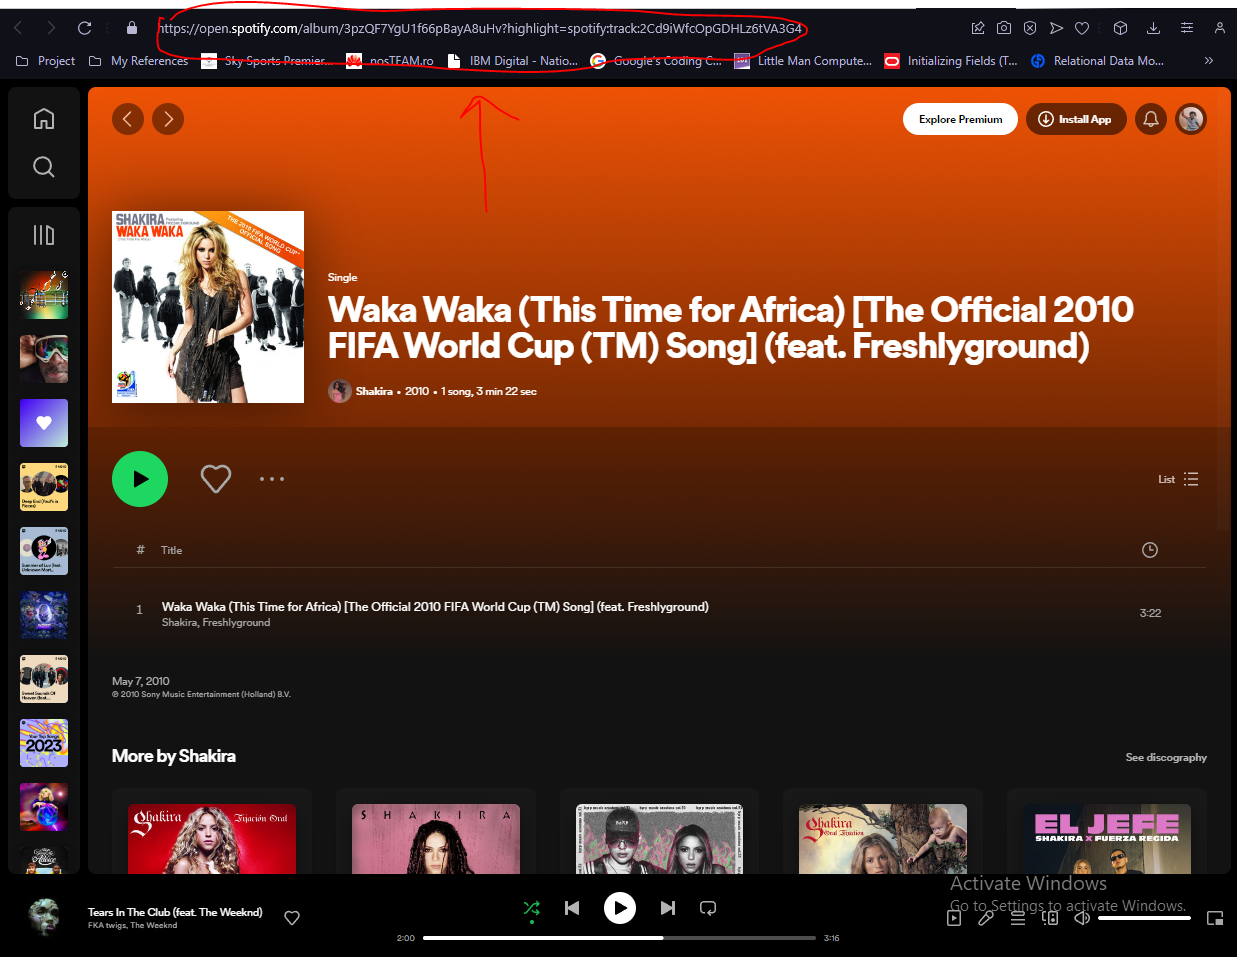 https://open.spotify.com/album/3pzQF7YgU1f66pBayA8uHv?highlight=spotify:track:2Cd9iWfcOpGDHLz6tVA3G4
Project
My References
Sky Sports Premier...
nosTEAM.ro
IBM Digital - Natio...
Google's Coding C...
Little Man Compute...
Initializing Fields (T...
Relational Data Mo...
Explore Premium
Install App
SHAKIRA
WAKA WAKA
THE 2010 FIFA WORLD CUP™
OFFICIAL SONG
Single
Waka Waka (This Time for Africa) [The Official 2010
FIFA World Cup (TM) Song] (feat. Freshlyground)
Shakira • 2010 • 1 song, 3 min 22 sec
List
# Title
1 Waka Waka (This Time for Africa) [The Official 2010 FIFA World Cup (TM) Song] (feat. Freshlyground)
Shakira, Freshlyground
3:22
May 7, 2010
© 2010 Sony Music Entertainment (Holland) B.V.
Your Top Songs
2023
More by Shakira
See discography
Shakira
Fijación Oral
SHAKIRA
Shakira
Oral Fixation
EL JEFE
SHAKIRA X FUERZA REGIDA
Activate Windows
Go to Settings to activate Windows.
Tears In The Club (feat. The Weeknd)
FKA twigs, The Weeknd
2:00
3:16